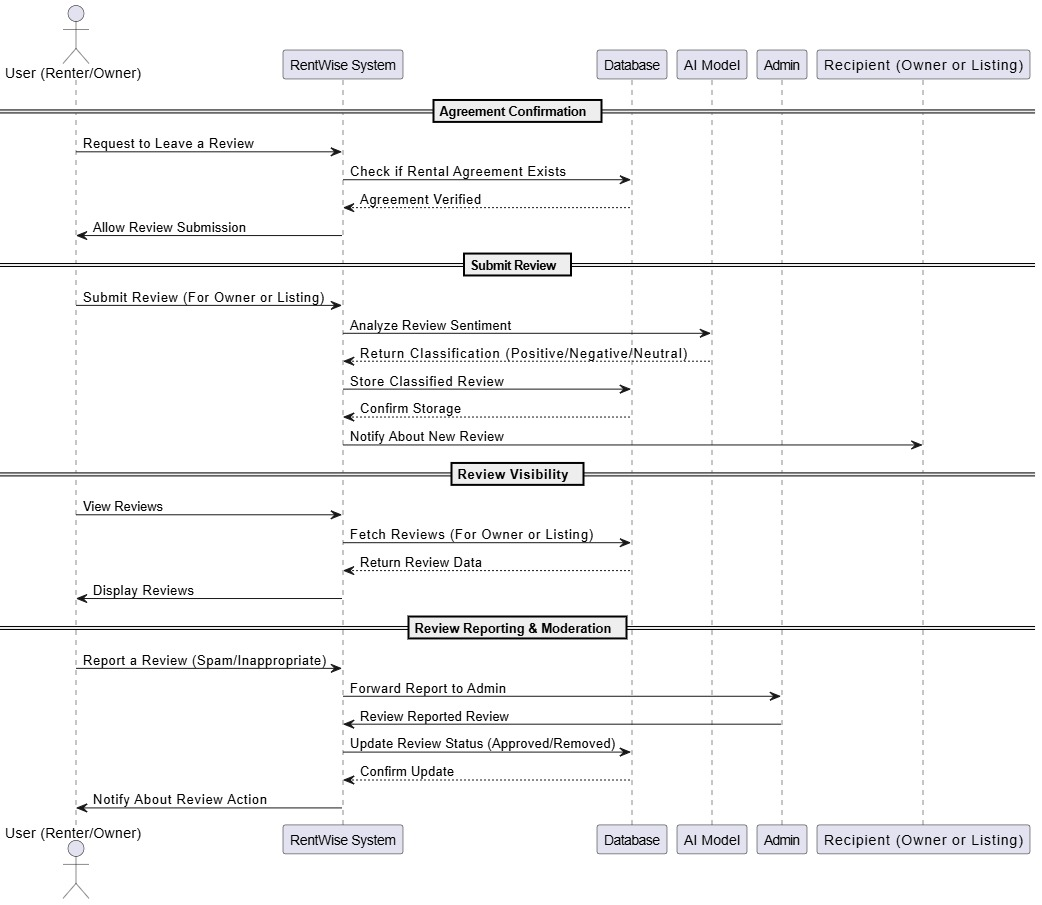 User (Renter/Owner)
RentWise System
Database
AI Model
Admin
Recipient (Owner or Listing)
Agreement Confirmation
Request to Leave a Review
Check if Rental Agreement Exists
Agreement Verified
Allow Review Submission
Submit Review
Submit Review (For Owner or Listing)
Analyze Review Sentiment
Return Classification (Positive/Negative/Neutral)
Store Classified Review
Confirm Storage
Notify About New Review
Review Visibility
View Reviews
Fetch Reviews (For Owner or Listing)
Return Review Data
Display Reviews
Review Reporting & Moderation
Report a Review (Spam/Inappropriate)
Forward Report to Admin
Review Reported Review
Update Review Status (Approved/Removed)
Confirm Update
Notify About Review Action
User (Renter/Owner)
RentWise System
Database
AI Model
Admin
Recipient (Owner or Listing)